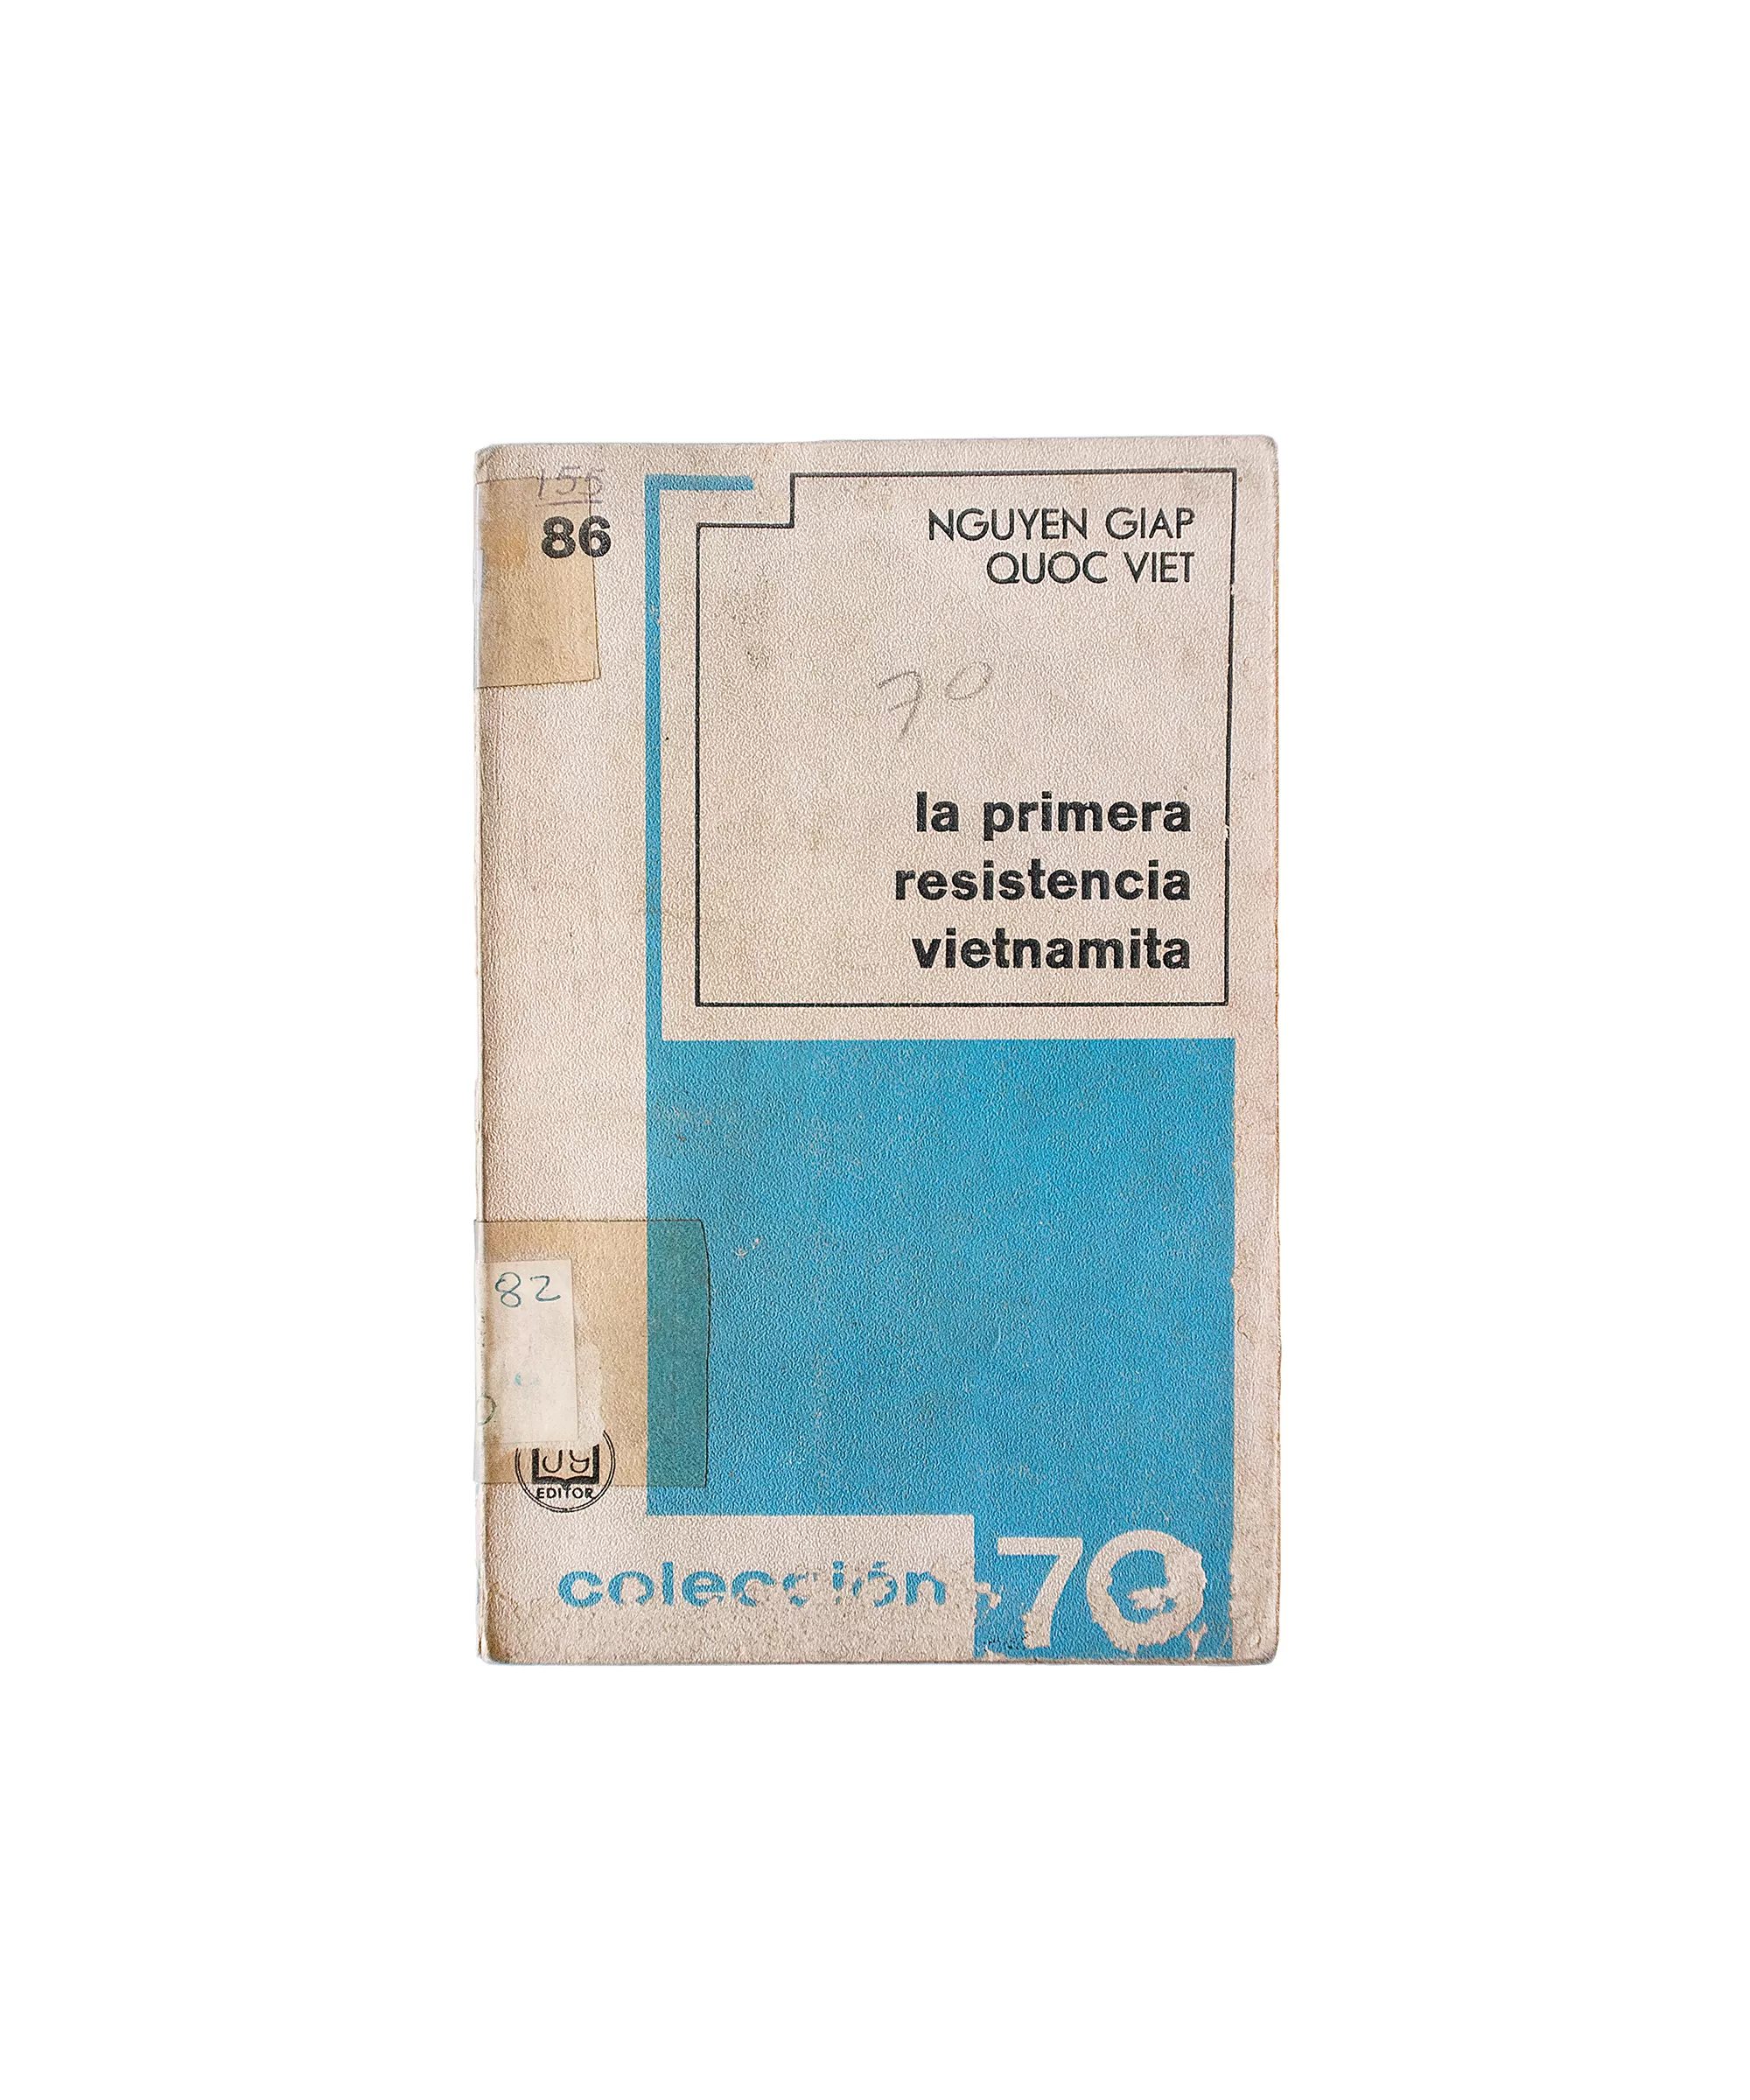 155
86
NGUYEN GIAP
QUOC VIET
70
la primera
resistencia
vietnamita
82
EDITOR
colección
70